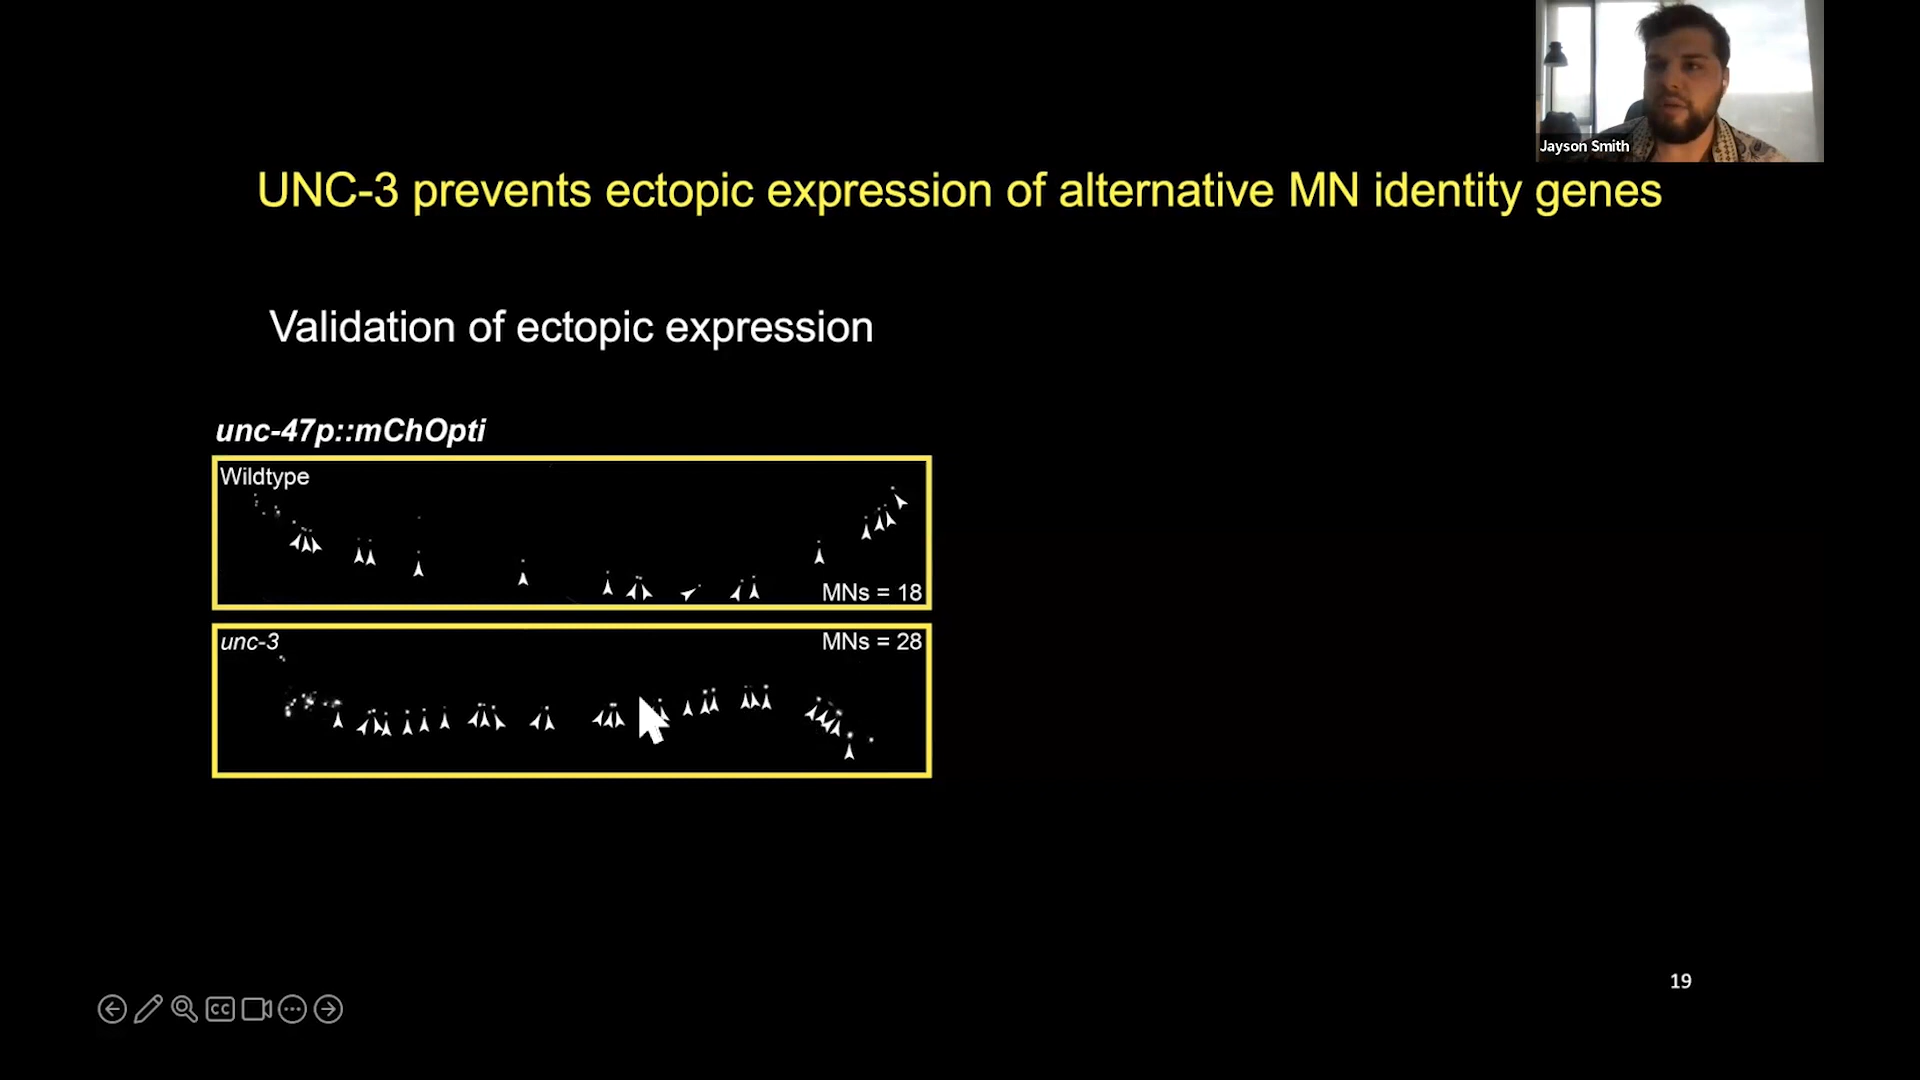 Jayson Smith
UNC-3 prevents ectopic expression of alternative MN identity genes
Validation of ectopic expression
unc-47p::mChOpti
Wildtype
MNs = 18
unc-3
MNs = 28
19
CC